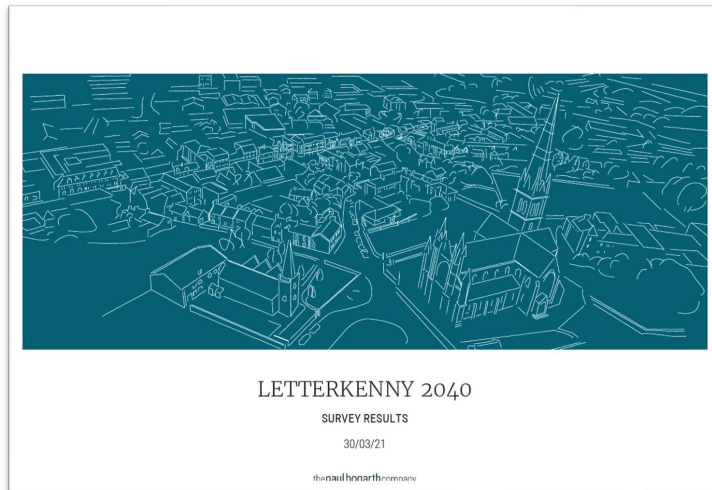 LETTERKENNY 2040
SURVEY RESULTS
30/03/21
thepaulhogarthcompany